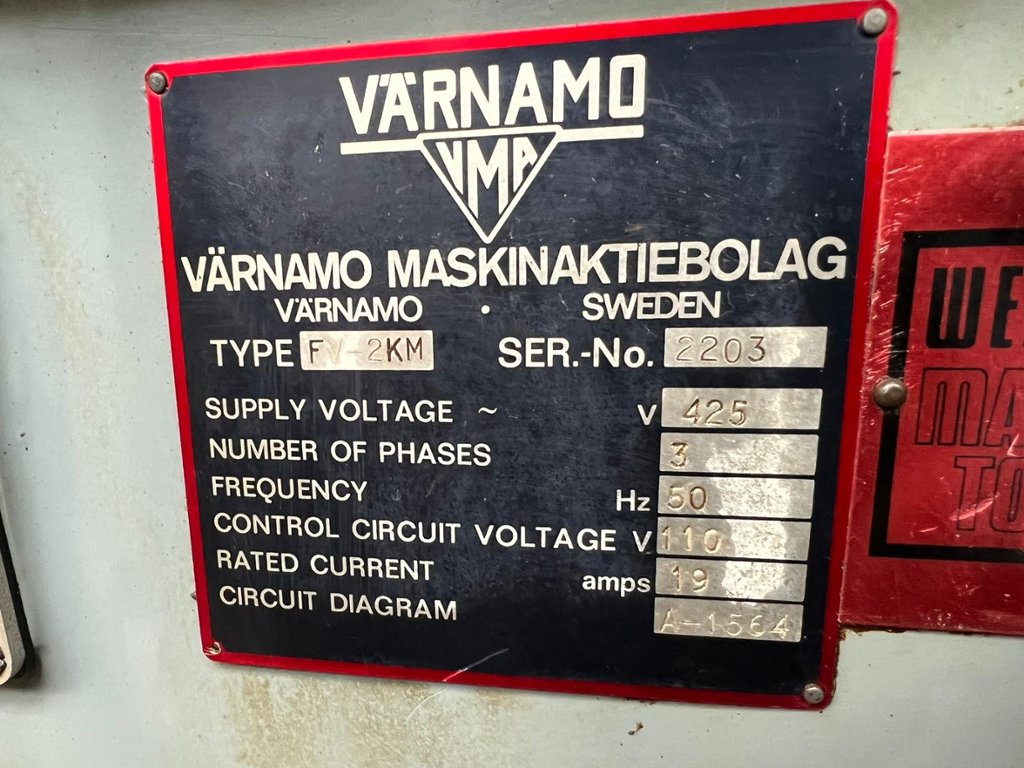 VÄRNAMO
VMA
VÄRNAMO MASKINAKTIEBOLAG
VÄRNAMO · SWEDEN
TYPE FV-2KM SER.-No. 2203
SUPPLY VOLTAGE ~ V 425
NUMBER OF PHASES 3
FREQUENCY Hz 50
CONTROL CIRCUIT VOLTAGE V 110
RATED CURRENT amps 19
CIRCUIT DIAGRAM A-1564